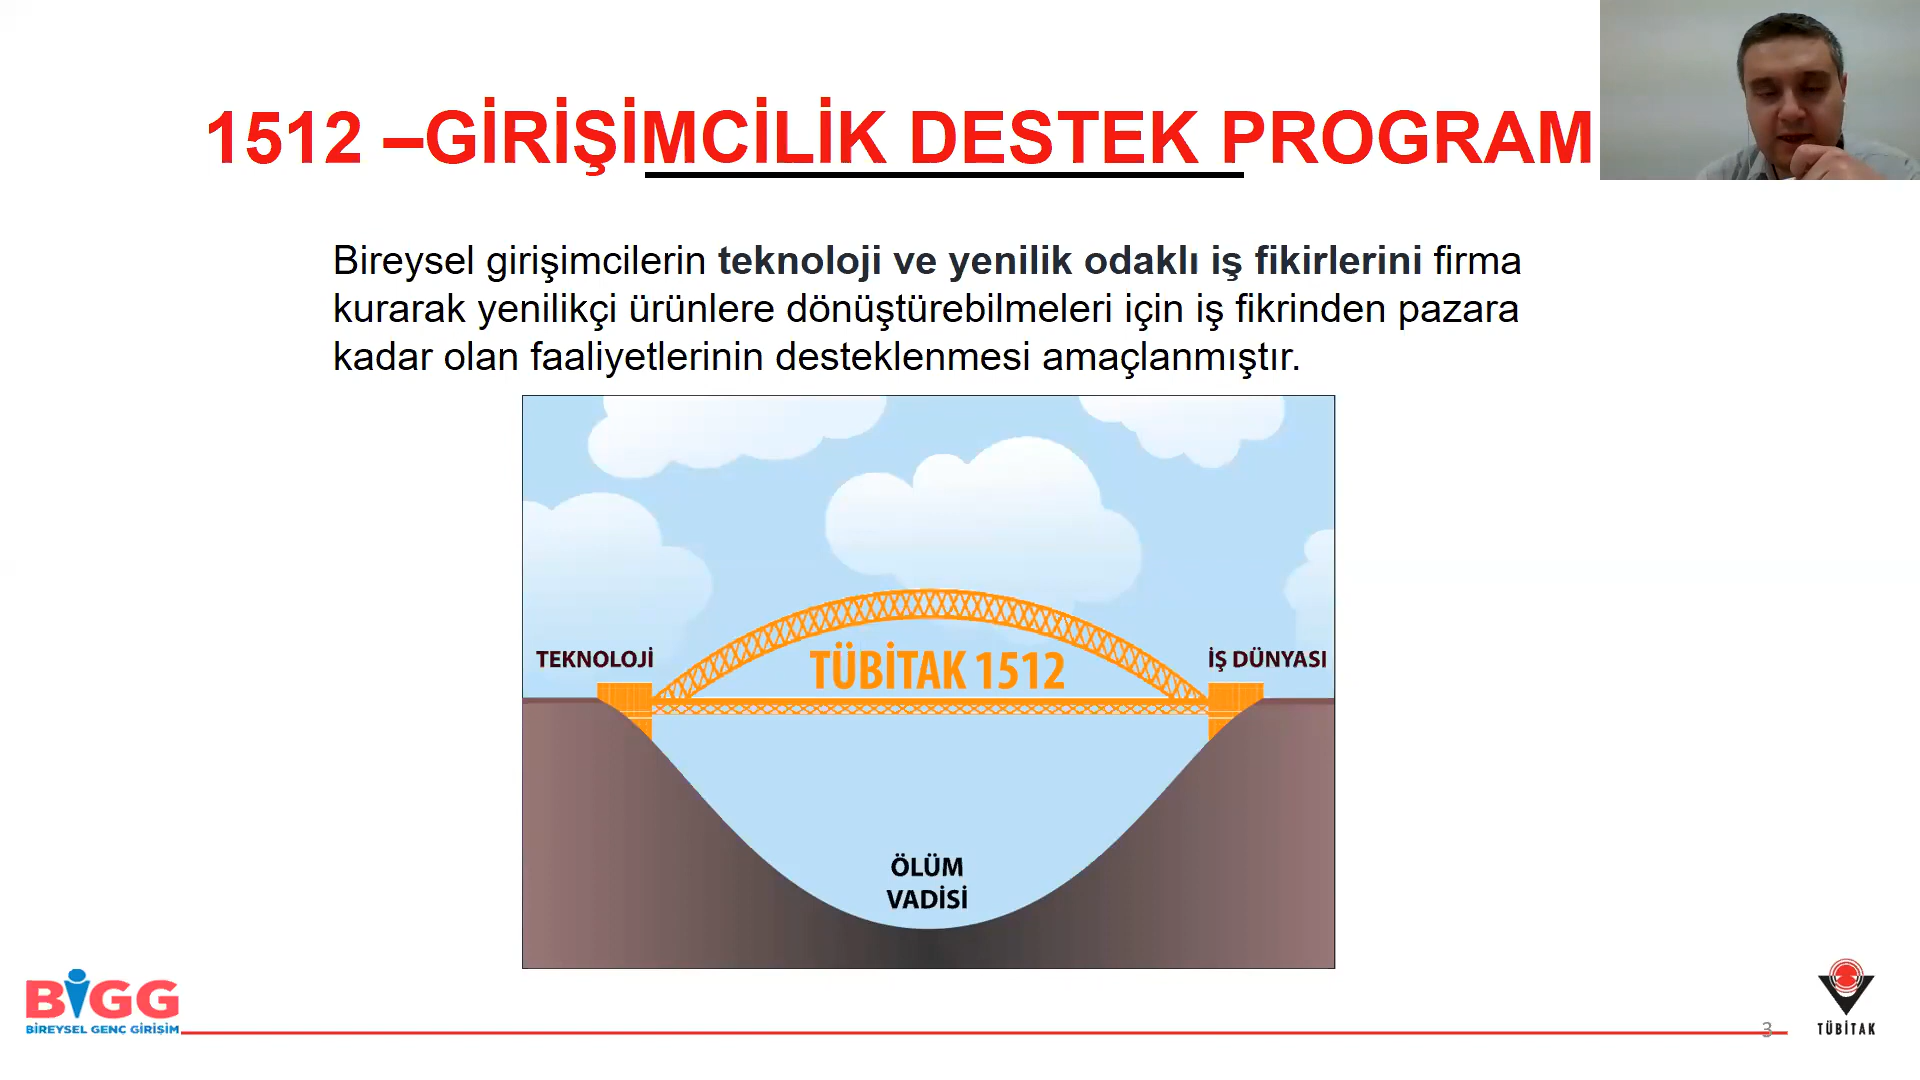 1512 –GİRİŞİMCİLİK DESTEK PROGRAM
Bireysel girişimcilerin teknoloji ve yenilik odaklı iş fikirlerini firma
kurarak yenilikçi ürünlere dönüştürebilmeleri için iş fikrinden pazara
kadar olan faaliyetlerinin desteklenmesi amaçlanmıştır.
TEKNOLOJİ
TÜBİTAK 1512
İŞ DÜNYASI
ÖLÜM
VADİSİ
BİGG
BİREYSEL GENÇ GİRİŞİM
3
TÜBİTAK